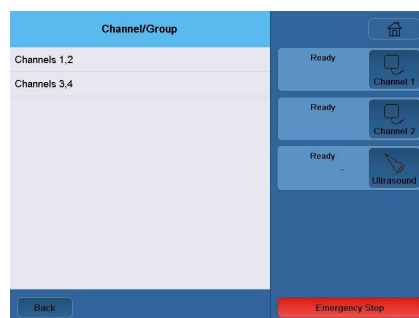 Channel/Group
Channels 1,2
Channels 3,4
Back
Ready
Channel 1
Ready
Channel 2
Ready
-
Ultrasound
Emergency Stop